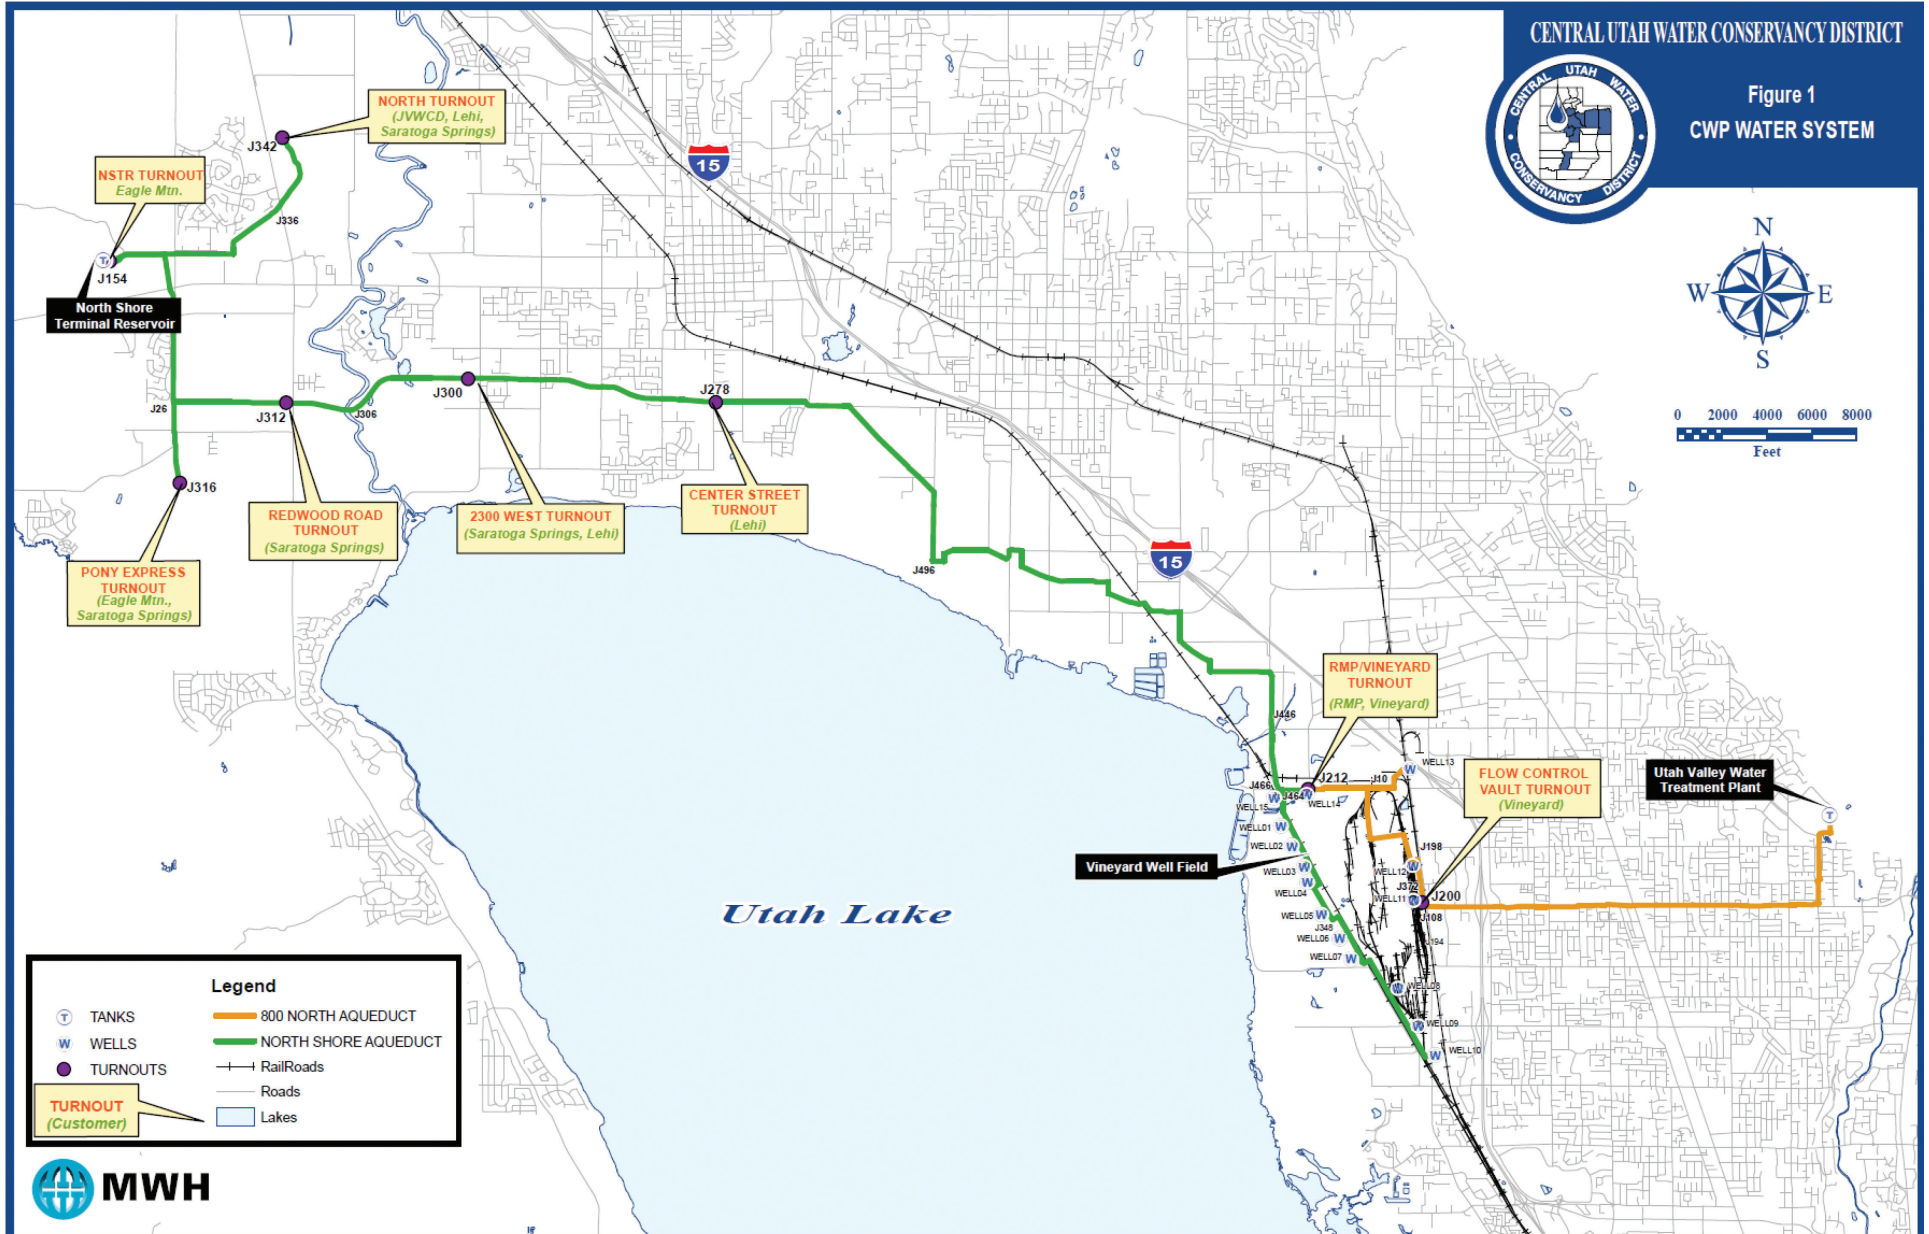 CENTRAL UTAH WATER CONSERVANCY DISTRICT
CENTRAL UTAH WATER
CONSERVANCY DISTRICT
Figure 1
CWP WATER SYSTEM
N
W E
S
0 2000 4000 6000 8000
Feet
NORTH TURNOUT
(JVWCD, Lehi,
Saratoga Springs)
J342
NSTR TURNOUT
Eagle Mtn.
J336
T
J154
North Shore
Terminal Reservoir
15
J26
J312
J306
J300
J278
J316
REDWOOD ROAD
TURNOUT
(Saratoga Springs)
2300 WEST TURNOUT
(Saratoga Springs, Lehi)
CENTER STREET
TURNOUT
(Lehi)
PONY EXPRESS
TURNOUT
(Eagle Mtn.,
Saratoga Springs)
J496
15
RMP/VINEYARD
TURNOUT
(RMP, Vineyard)
J446
J212
J10
W
WELL13
J466
J464
W
WELL15
W
WELL14
FLOW CONTROL
VAULT TURNOUT
(Vineyard)
Utah Valley Water
Treatment Plant
T
WELL01
W
WELL02
W
J198
Vineyard Well Field
WELL03
W
WELL04
W
WELL12
W
J372
WELL11
W
J200
J108
WELL05
W
J348
WELL06
W
J194
WELL07
W
W
WELL08
W
WELL09
W
WELL10
Utah Lake
Legend
T TANKS
W WELLS
TURNOUTS
TURNOUT
(Customer)
800 NORTH AQUEDUCT
NORTH SHORE AQUEDUCT
RailRoads
Roads
Lakes
MWH